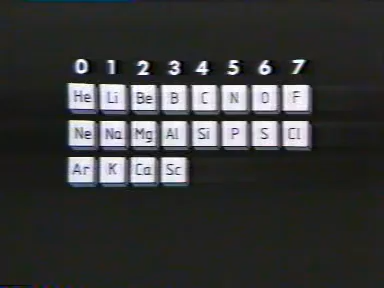 0 1 2 3 4 5 6 7
He Li Be B C N O F
Ne Na Mg Al Si P S Cl
Ar K Ca Sc